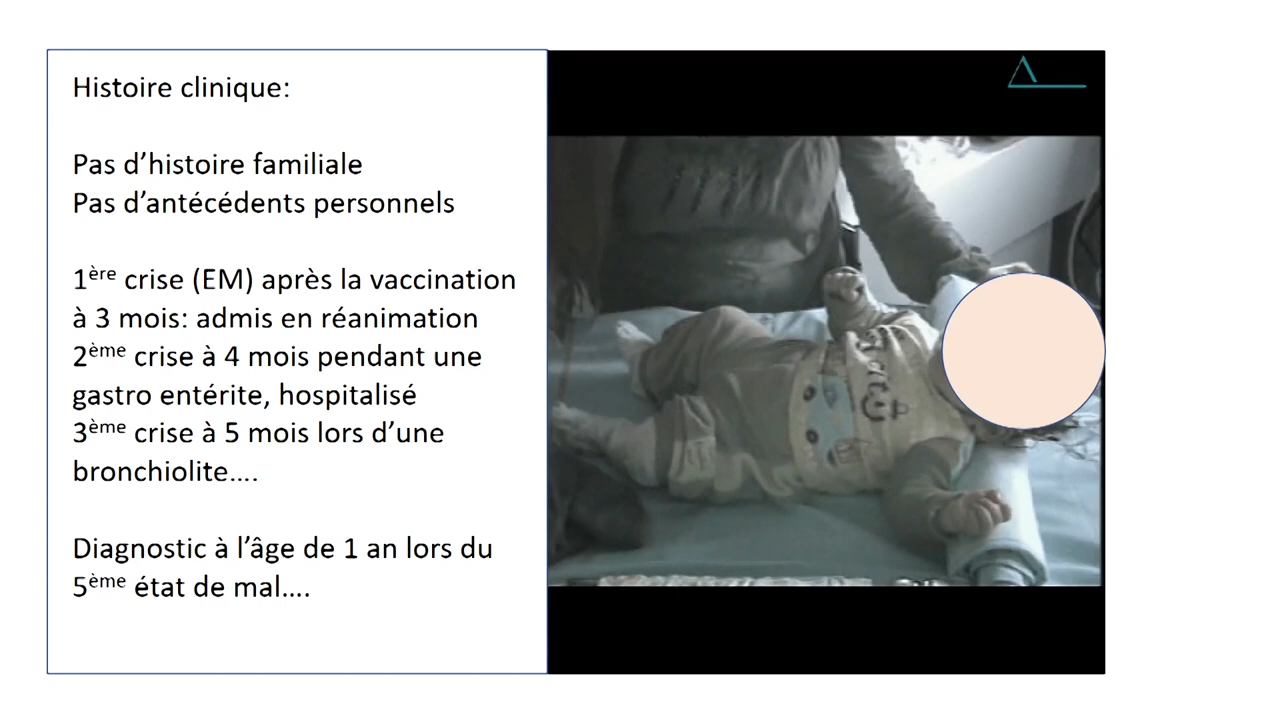 Histoire clinique:
Pas d’histoire familiale
Pas d’antécédents personnels
1ère crise (EM) après la vaccination
à 3 mois: admis en réanimation
2ème crise à 4 mois pendant une
gastro entérite, hospitalisé
3ème crise à 5 mois lors d’une
bronchiolite….
Diagnostic à l’âge de 1 an lors du
5ème état de mal….